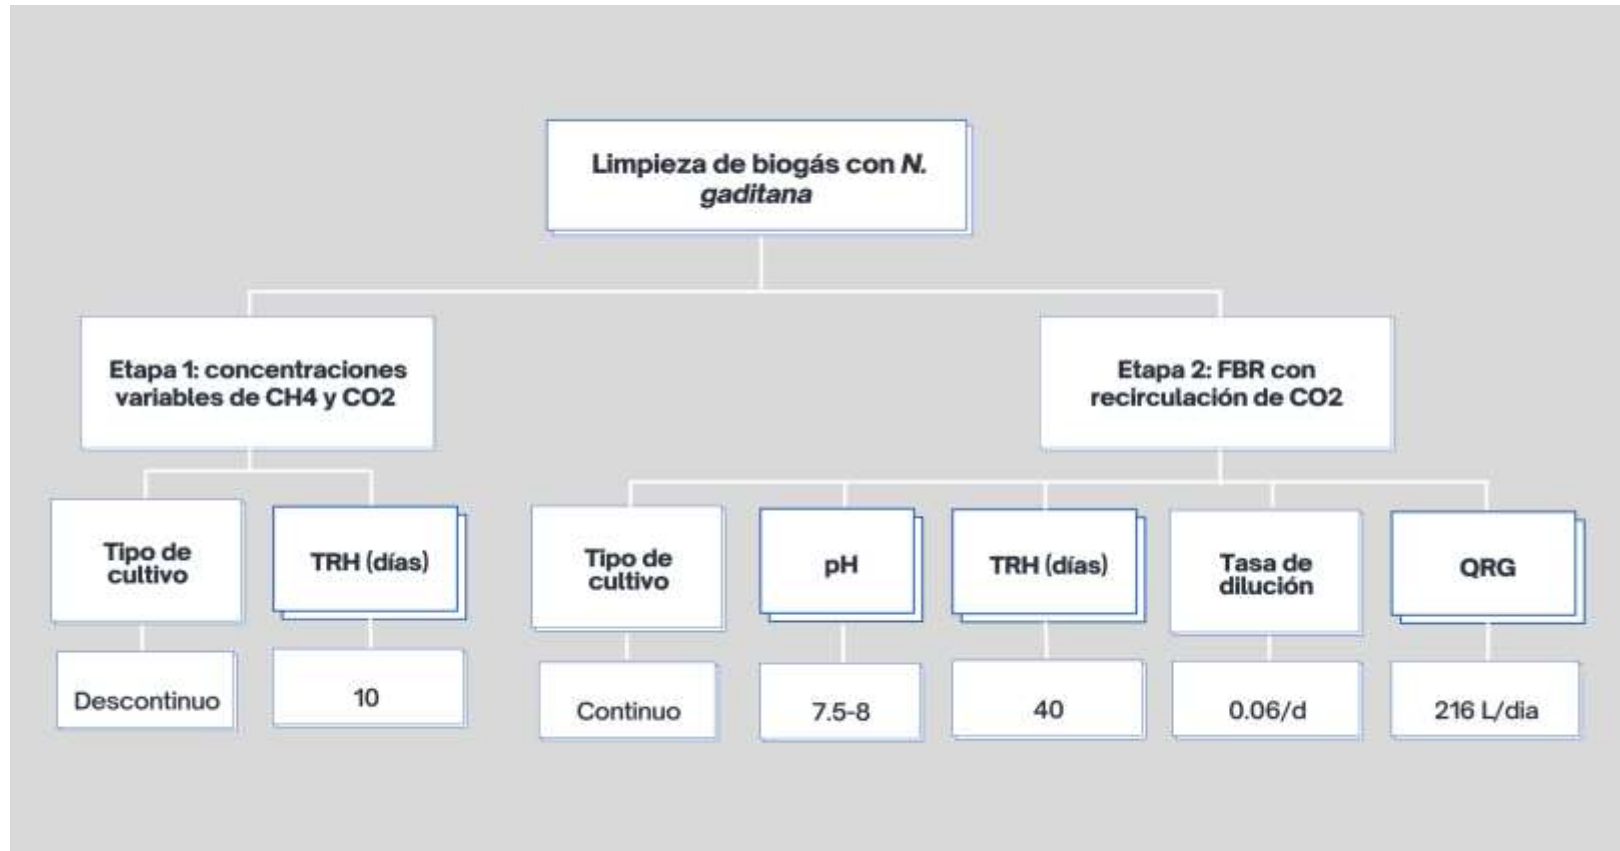 Limpieza de biogás con N.
gaditana
Etapa 1: concentraciones
variables de CH4 y CO2
Etapa 2: FBR con
recirculación de CO2
Tipo de
cultivo
TRH (días)
Tipo de
cultivo
pH
TRH (días)
Tasa de
dilución
QRG
Descontinuo
10
Continuo
7.5-8
40
0.06/d
216 L/dia